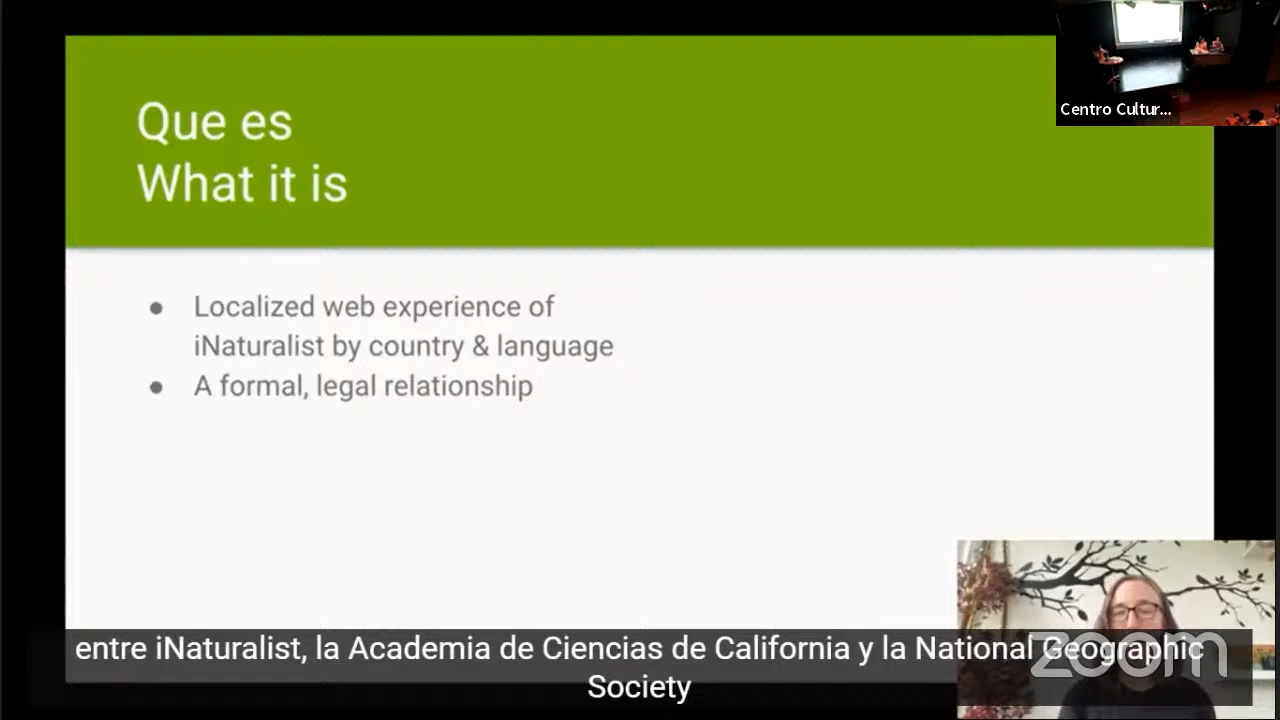 Que es
What it is
Centro Cultur...
● Localized web experience of
iNaturalist by country & language
● A formal, legal relationship
zoom
entre iNaturalist, la Academia de Ciencias de California y la National Geographic
Society